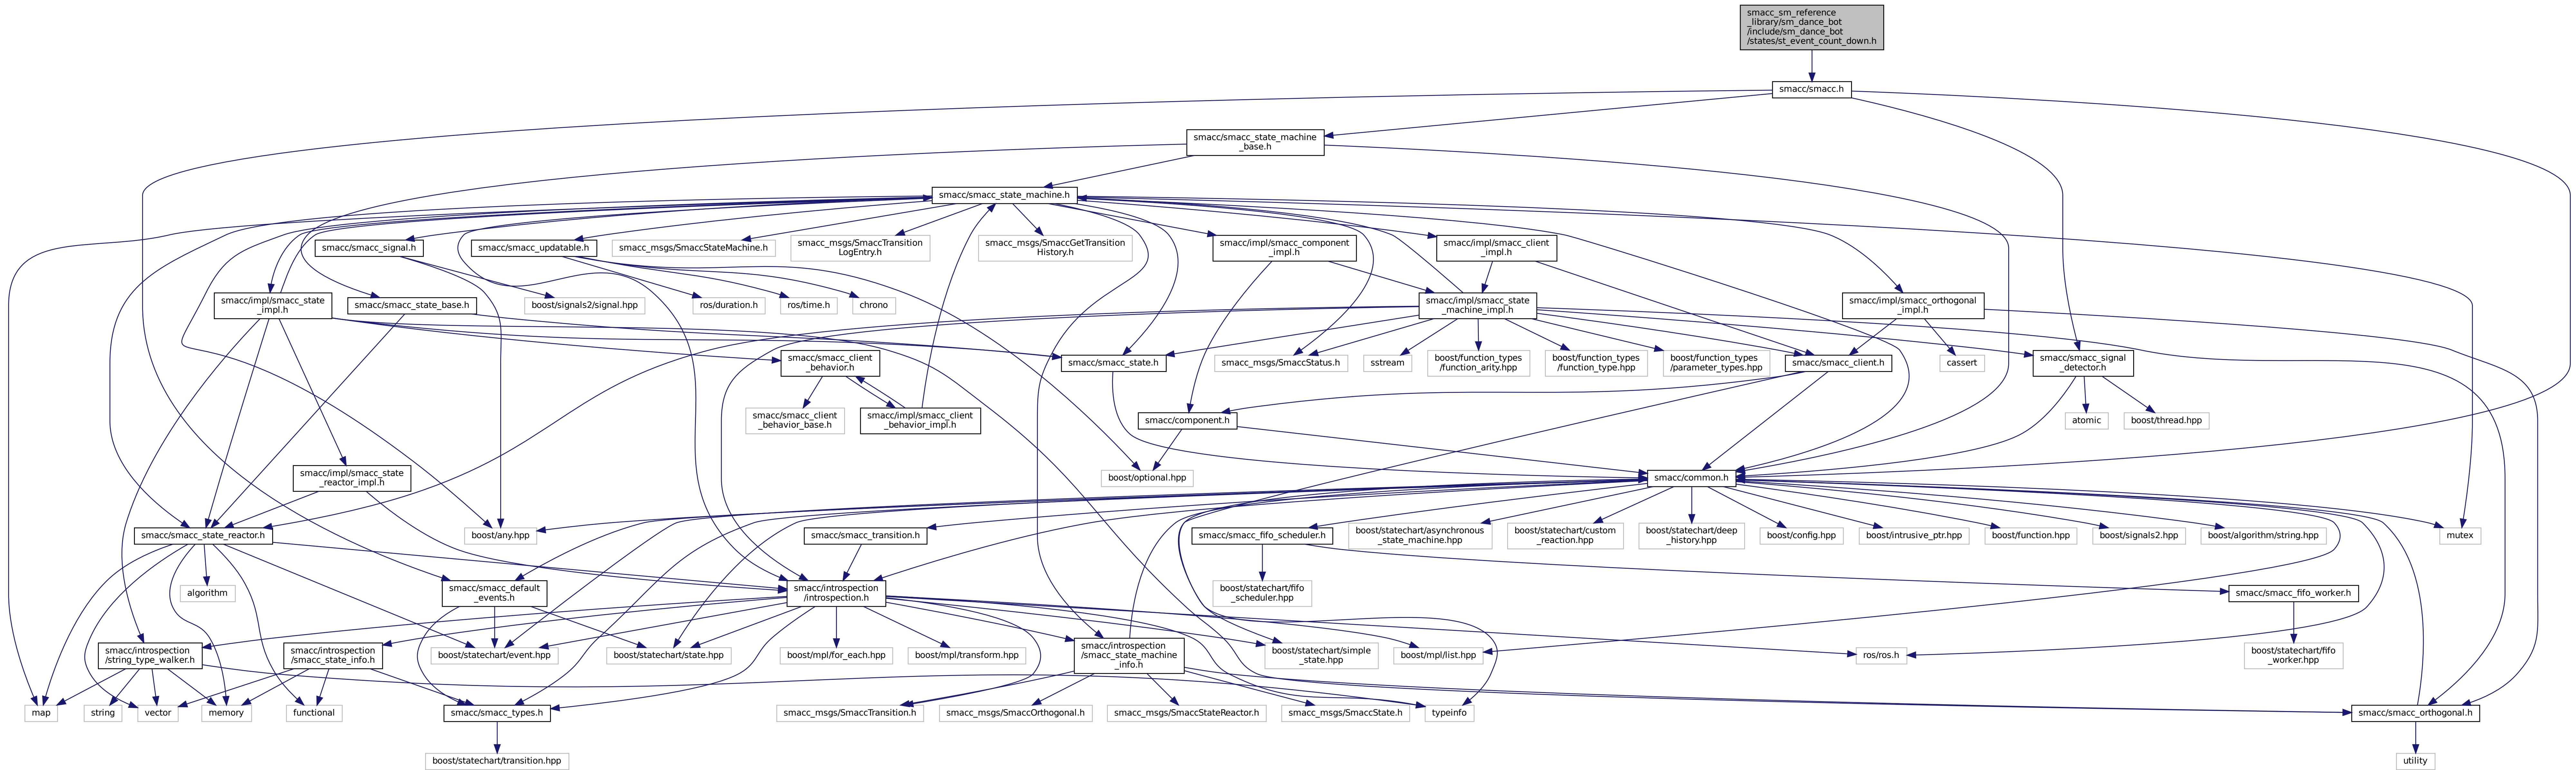 smacc_sm_reference
_library/sm_dance_bot
/include/sm_dance_bot
/states/st_event_count_down.h
smacc/smacc.h
smacc/smacc_state_machine
_base.h
smacc/smacc_state_machine.h
smacc/smacc_signal.h
smacc/smacc_updatable.h
smacc_msgs/SmaccStateMachine.h
smacc_msgs/SmaccTransition
LogEntry.h
smacc_msgs/SmaccGetTransition
History.h
smacc/impl/smacc_component
_impl.h
smacc/impl/smacc_client
_impl.h
smacc/impl/smacc_state
_impl.h
smacc/smacc_state_base.h
boost/signals2/signal.hpp
ros/duration.h
ros/time.h
chrono
smacc/impl/smacc_state
_machine_impl.h
smacc/impl/smacc_orthogonal
_impl.h
smacc/smacc_client
_behavior.h
smacc/smacc_state.h
smacc_msgs/SmaccStatus.h
sstream
boost/function_types
/function_arity.hpp
boost/function_types
/function_type.hpp
boost/function_types
/parameter_types.hpp
smacc/smacc_client.h
cassert
smacc/smacc_signal
_detector.h
smacc/smacc_client
_behavior_base.h
smacc/impl/smacc_client
_behavior_impl.h
smacc/component.h
atomic
boost/thread.hpp
smacc/impl/smacc_state
_reactor_impl.h
boost/optional.hpp
smacc/common.h
smacc/smacc_state_reactor.h
boost/any.hpp
smacc/smacc_transition.h
smacc/smacc_fifo_scheduler.h
boost/statechart/asynchronous
_state_machine.hpp
boost/statechart/custom
_reaction.hpp
boost/statechart/deep
_history.hpp
boost/config.hpp
boost/intrusive_ptr.hpp
boost/function.hpp
boost/signals2.hpp
boost/algorithm/string.hpp
mutex
algorithm
smacc/smacc_default
_events.h
smacc/introspection
/introspection.h
boost/statechart/fifo
_scheduler.hpp
smacc/smacc_fifo_worker.h
smacc/introspection
/string_type_walker.h
smacc/introspection
/smacc_state_info.h
boost/statechart/event.hpp
boost/statechart/state.hpp
boost/mpl/for_each.hpp
boost/mpl/transform.hpp
smacc/introspection
/smacc_state_machine
_info.h
boost/statechart/simple
_state.hpp
boost/mpl/list.hpp
ros/ros.h
boost/statechart/fifo
_worker.hpp
map
string
vector
memory
functional
smacc/smacc_types.h
smacc_msgs/SmaccTransition.h
smacc_msgs/SmaccOrthogonal.h
smacc_msgs/SmaccStateReactor.h
smacc_msgs/SmaccState.h
typeinfo
smacc/smacc_orthogonal.h
boost/statechart/transition.hpp
utility